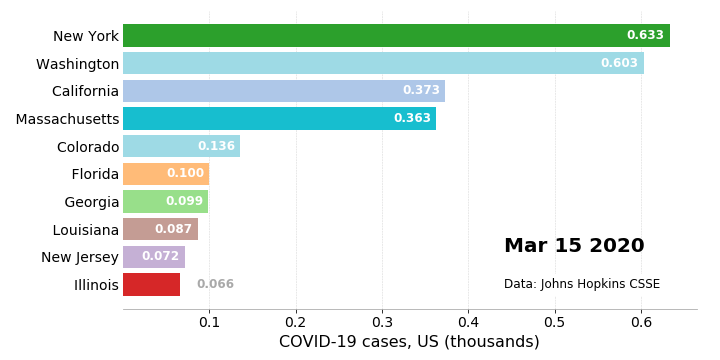 New York 0.633
Washington 0.603
California 0.373
Massachusetts 0.363
Colorado 0.136
Florida 0.100
Georgia 0.099
Louisiana 0.087
New Jersey 0.072
Illinois 0.066
Mar 15 2020
Data: Johns Hopkins CSSE
0.1 0.2 0.3 0.4 0.5 0.6
COVID-19 cases, US (thousands)